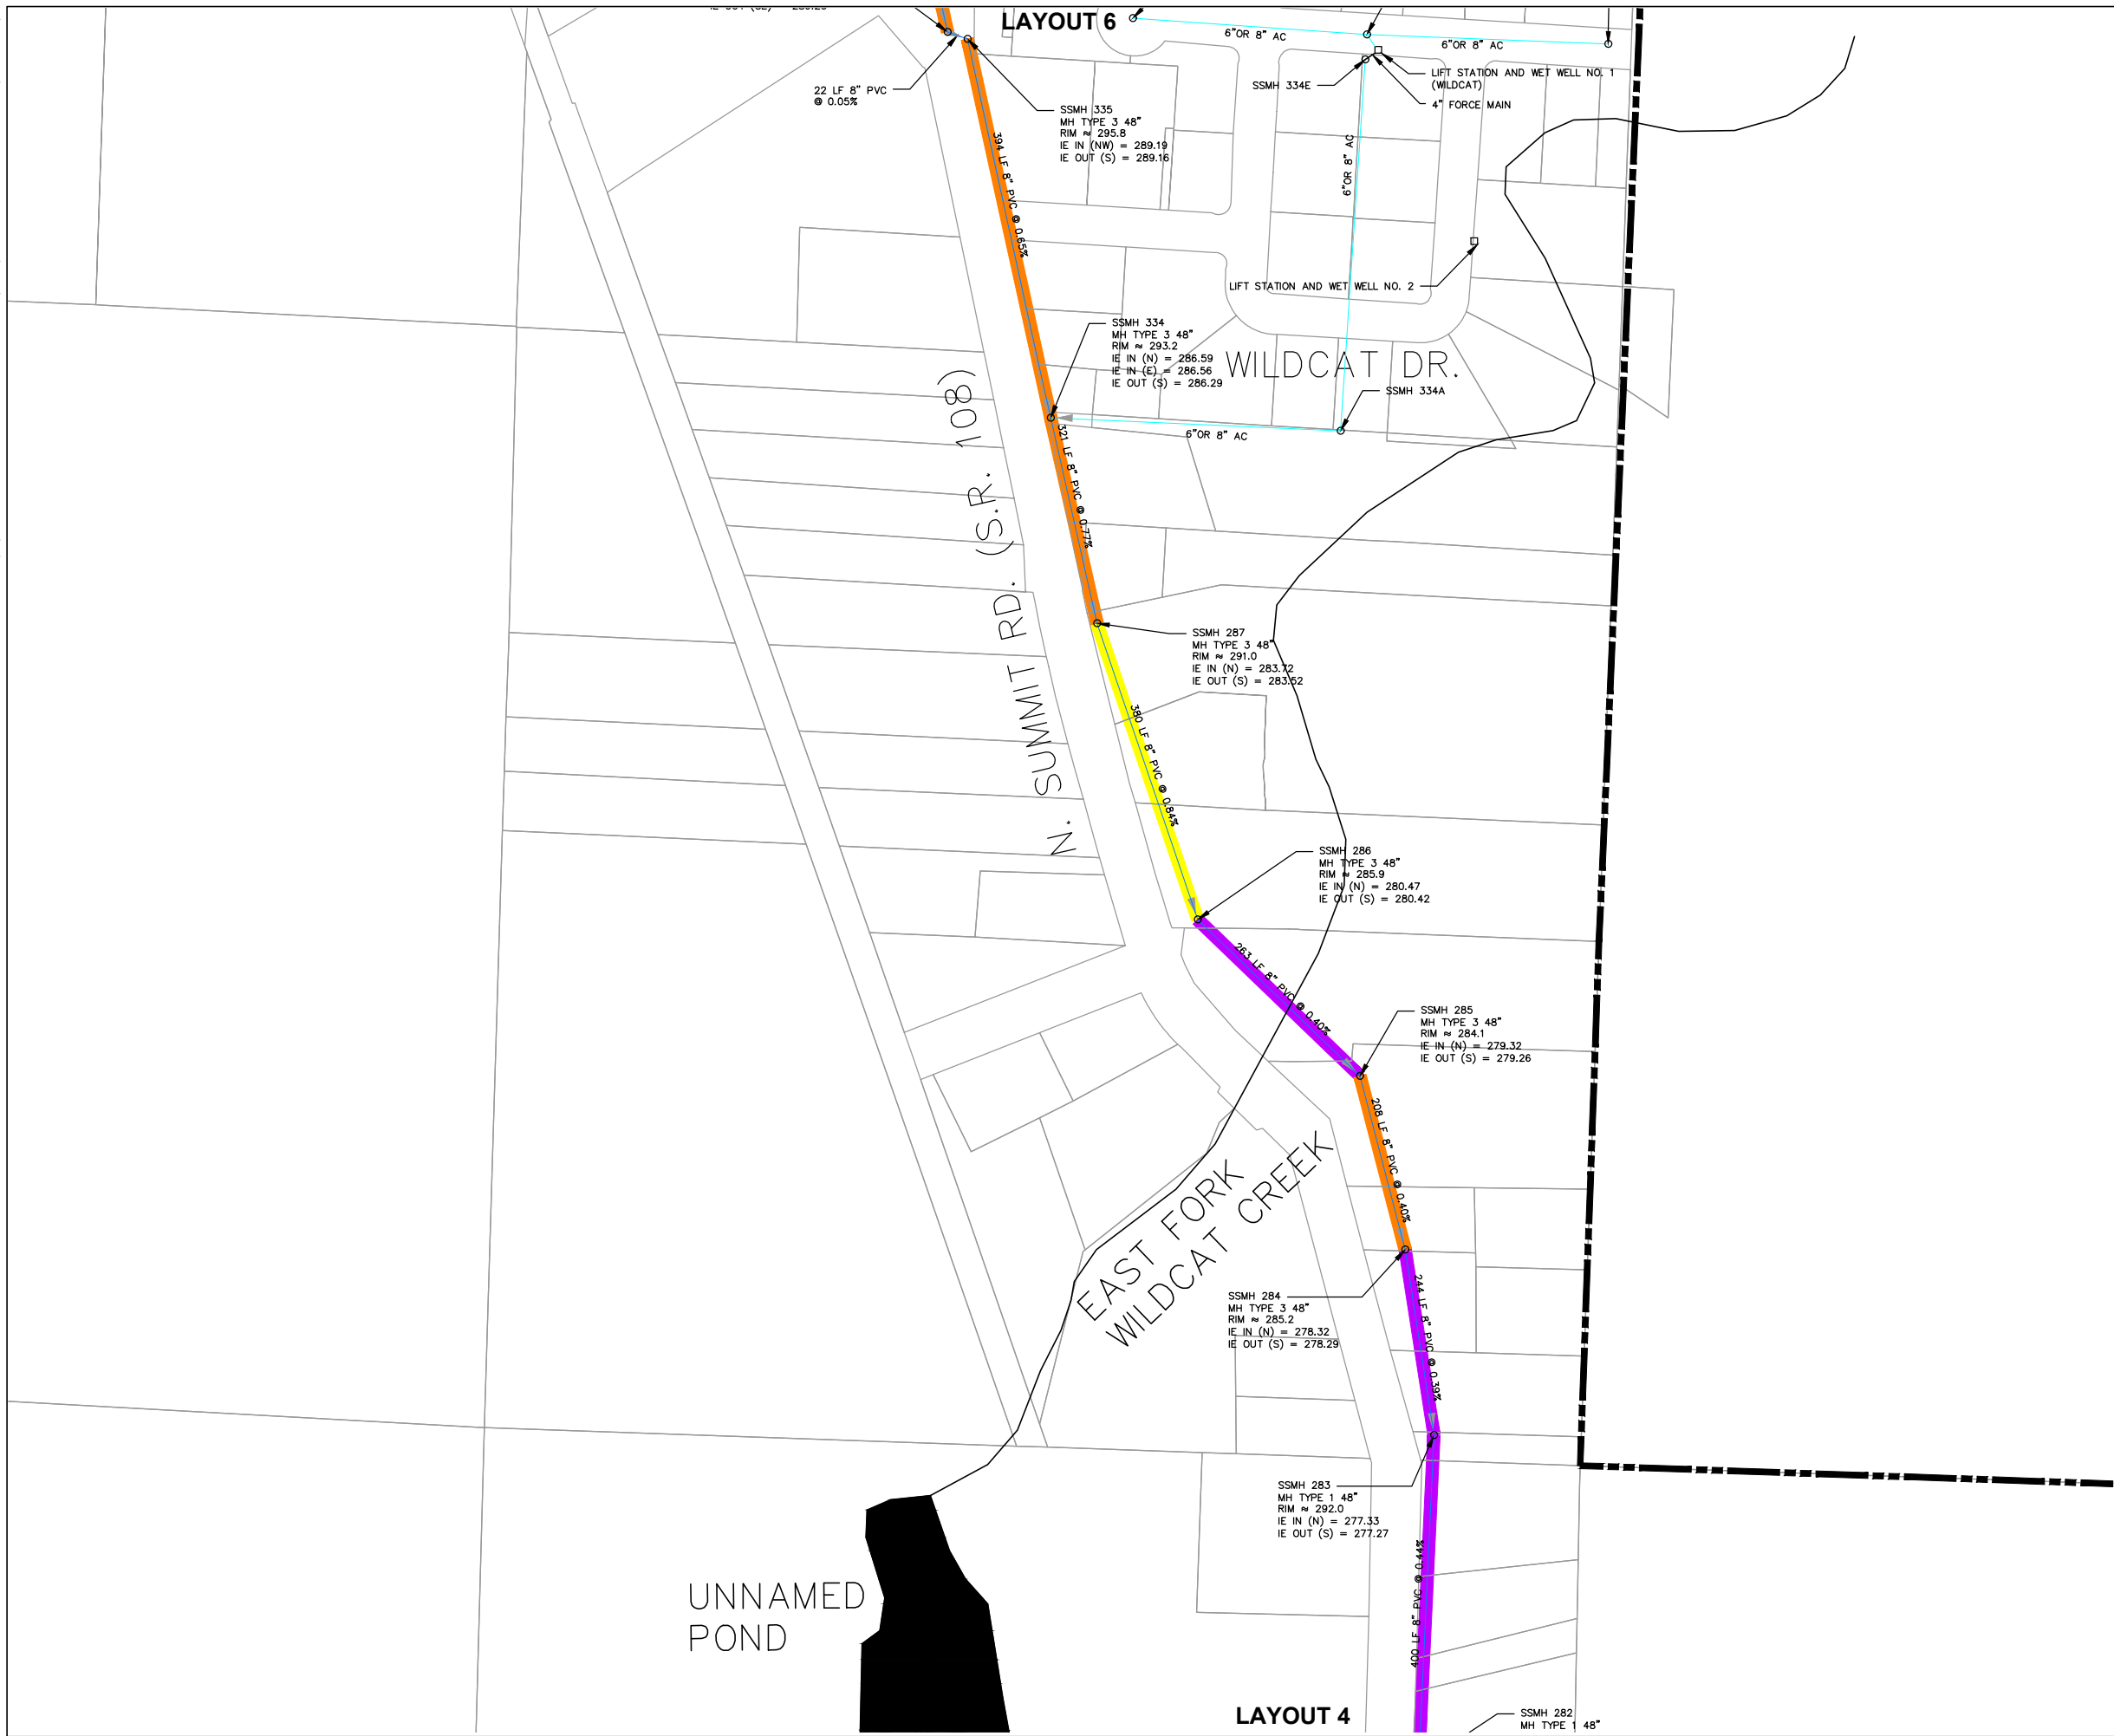 LAYOUT 6
6"OR 8" AC
6"OR 8" AC
LIFT STATION AND WET WELL NO. 1
(WILDCAT)
SSMH 334E
4" FORCE MAIN
22 LF 8" PVC
@ 0.05%
SSMH 335
MH TYPE 3 48"
RIM ≈ 295.8
IE IN (NW) = 289.19
IE OUT (S) = 289.16
394 LF 8" PVC @ 0.65%
6"OR 8" AC
LIFT STATION AND WET WELL NO. 2
SSMH 334
MH TYPE 3 48"
RIM ≈ 293.2
IE IN (N) = 286.59
IE IN (E) = 286.56
IE OUT (S) = 286.29
WILDCAT DR.
SSMH 334A
6"OR 8" AC
321 LF 8" PVC @ 0.77%
N. SUMMIT RD. (S.R. 108)
SSMH 287
MH TYPE 3 48"
RIM ≈ 291.0
IE IN (N) = 283.72
IE OUT (S) = 283.52
380 LF 8" PVC @ 0.84%
SSMH 286
MH TYPE 3 48"
RIM ≈ 285.9
IE IN (N) = 280.47
IE OUT (S) = 280.42
263 LF 8" PVC @ 0.40%
SSMH 285
MH TYPE 3 48"
RIM ≈ 284.1
IE IN (N) = 279.32
IE OUT (S) = 279.26
208 LF 8" PVC @ 0.40%
EAST FORK
WILDCAT CREEK
SSMH 284
MH TYPE 3 48"
RIM ≈ 285.2
IE IN (N) = 278.32
IE OUT (S) = 278.29
244 LF 8" PVC @ 0.39%
SSMH 283
MH TYPE 1 48"
RIM ≈ 292.0
IE IN (N) = 277.33
IE OUT (S) = 277.27
400 LF 8" PVC @ 0.44%
UNNAMED
POND
LAYOUT 4
SSMH 282
MH TYPE 1 48"